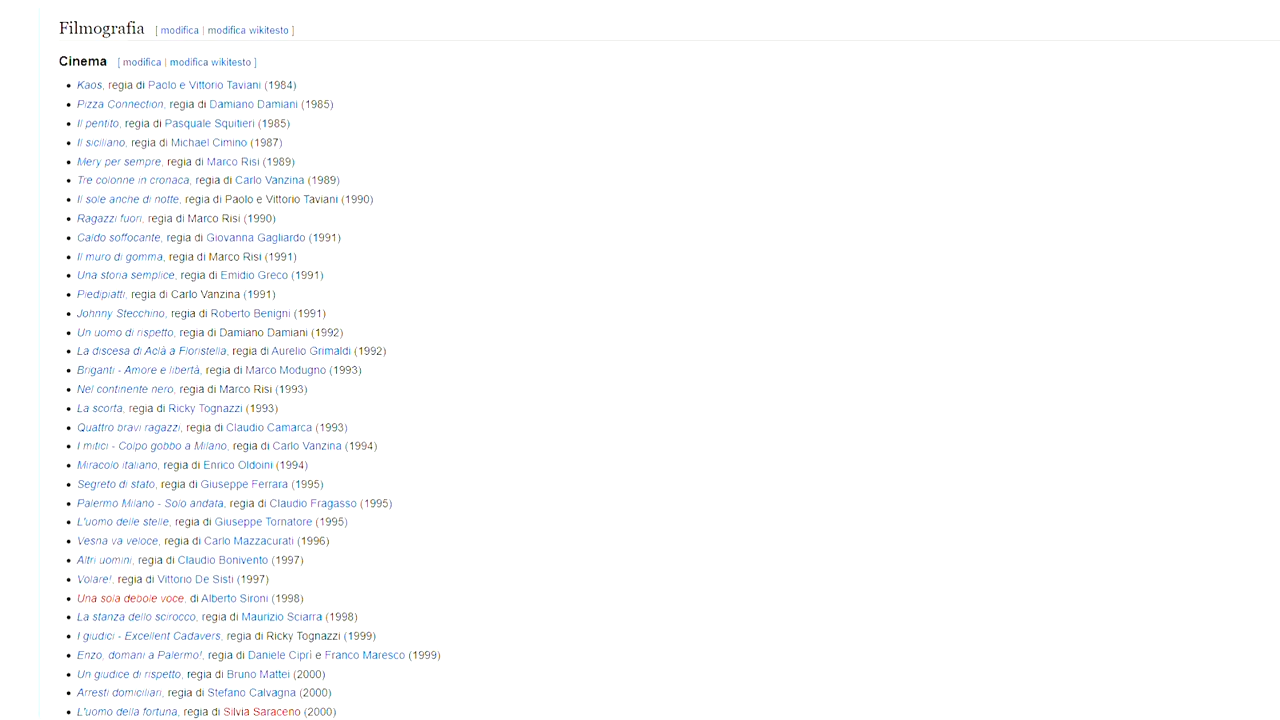 Filmografia [ modifica | modifica wikitesto ]
Cinema [ modifica | modifica wikitesto ]
• Kaos, regia di Paolo e Vittorio Taviani (1984)
• Pizza Connection, regia di Damiano Damiani (1985)
• Il pentito, regia di Pasquale Squitieri (1985)
• Il siciliano, regia di Michael Cimino (1987)
• Mery per sempre, regia di Marco Risi (1989)
• Tre colonne in cronaca, regia di Carlo Vanzina (1989)
• Il sole anche di notte, regia di Paolo e Vittorio Taviani (1990)
• Ragazzi fuori, regia di Marco Risi (1990)
• Caldo soffocante, regia di Giovanna Gagliardo (1991)
• Il muro di gomma, regia di Marco Risi (1991)
• Una storia semplice, regia di Emidio Greco (1991)
• Piedipiatti, regia di Carlo Vanzina (1991)
• Johnny Stecchino, regia di Roberto Benigni (1991)
• Un uomo di rispetto, regia di Damiano Damiani (1992)
• La discesa di Aclà a Floristella, regia di Aurelio Grimaldi (1992)
• Briganti - Amore e libertà, regia di Marco Modugno (1993)
• Nel continente nero, regia di Marco Risi (1993)
• La scorta, regia di Ricky Tognazzi (1993)
• Quattro bravi ragazzi, regia di Claudio Camarca (1993)
• I mitici - Colpo gobbo a Milano, regia di Carlo Vanzina (1994)
• Miracolo italiano, regia di Enrico Oldoini (1994)
• Segreto di stato, regia di Giuseppe Ferrara (1995)
• Palermo Milano - Solo andata, regia di Claudio Fragasso (1995)
• L'uomo delle stelle, regia di Giuseppe Tornatore (1995)
• Vesna va veloce, regia di Carlo Mazzacurati (1996)
• Altri uomini, regia di Claudio Bonivento (1997)
• Volare!, regia di Vittorio De Sisti (1997)
• Una sola debole voce, di Alberto Sironi (1998)
• La stanza dello scirocco, regia di Maurizio Sciarra (1998)
• I giudici - Excellent Cadavers, regia di Ricky Tognazzi (1999)
• Enzo, domani a Palermo!, regia di Daniele Ciprì e Franco Maresco (1999)
• Un giudice di rispetto, regia di Bruno Mattei (2000)
• Arresti domiciliari, regia di Stefano Calvagna (2000)
• L'uomo della fortuna, regia di Silvia Saraceno (2000)